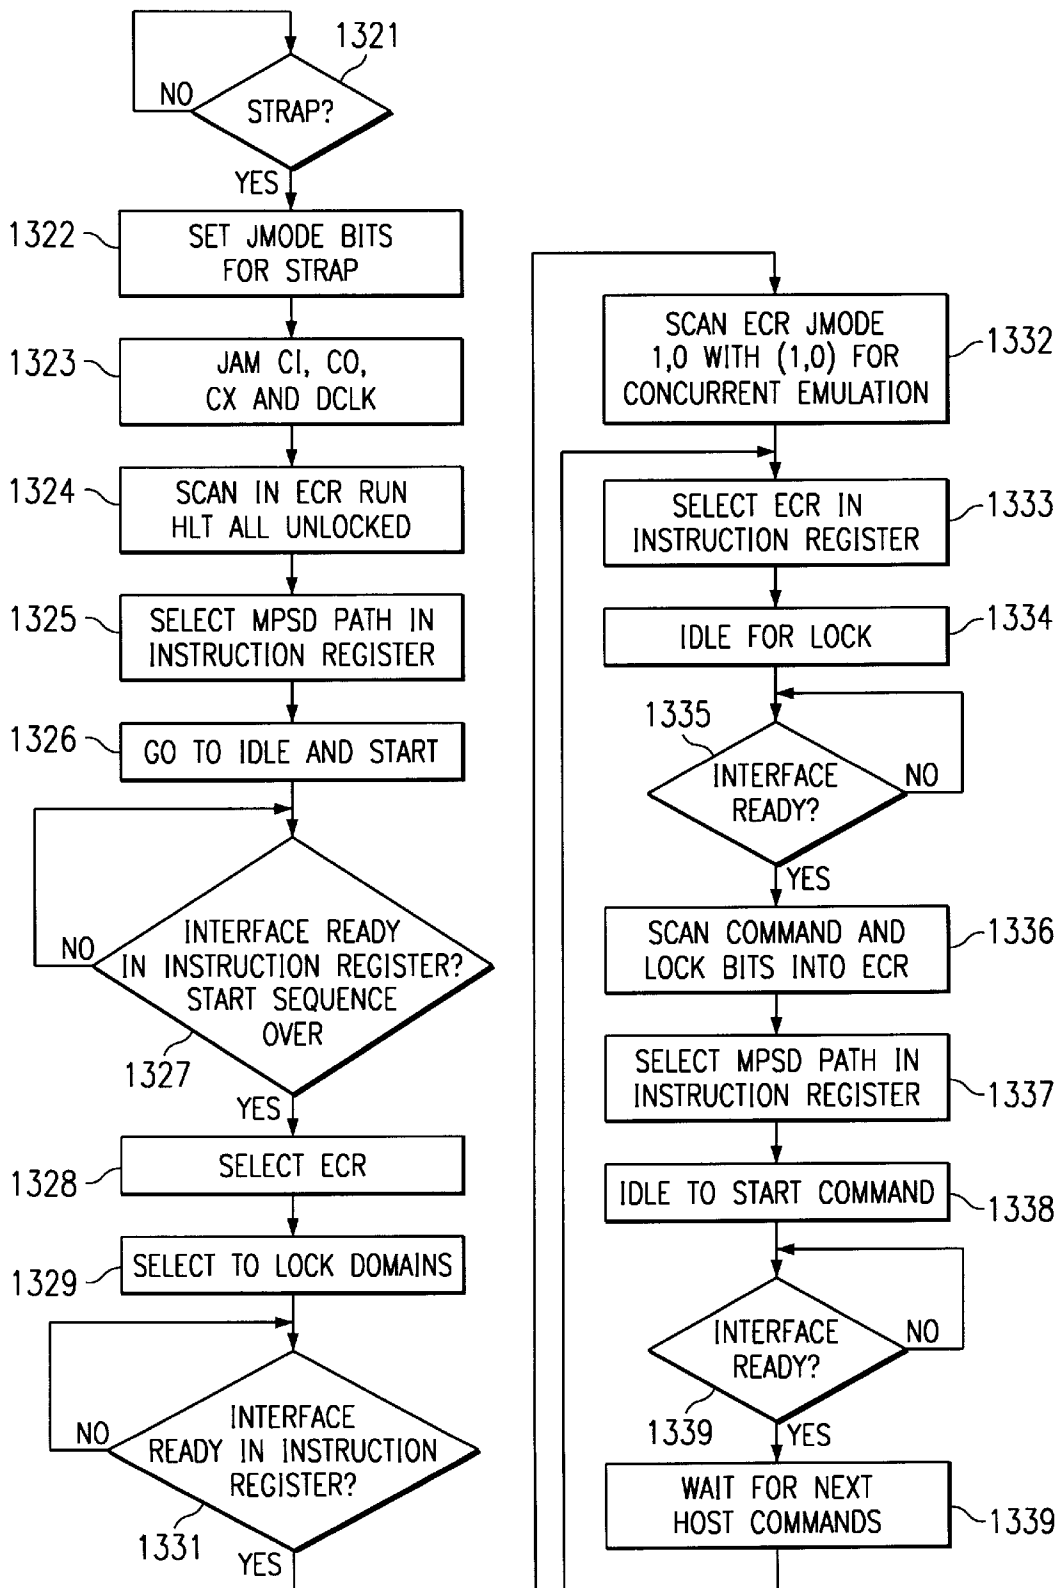 1321
NO
STRAP?
YES
1322
SET JMODE BITS
FOR STRAP
1323
JAM CI, CO,
CX AND DCLK
1324
SCAN IN ECR RUN
HLT ALL UNLOCKED
1325
SELECT MPSD PATH IN
INSTRUCTION REGISTER
1326
GO TO IDLE AND START
NO
INTERFACE READY
IN INSTRUCTION REGISTER?
START SEQUENCE
OVER
1327
YES
1328
SELECT ECR
1329
SELECT TO LOCK DOMAINS
NO
INTERFACE
READY IN INSTRUCTION
REGISTER?
1331
YES
SCAN ECR JMODE
1,0 WITH (1,0) FOR
CONCURRENT EMULATION
1332
SELECT ECR IN
INSTRUCTION REGISTER
1333
IDLE FOR LOCK
1334
1335
INTERFACE
READY?
NO
YES
SCAN COMMAND AND
LOCK BITS INTO ECR
1336
SELECT MPSD PATH IN
INSTRUCTION REGISTER
1337
IDLE TO START COMMAND
1338
INTERFACE
READY?
NO
1339
YES
WAIT FOR NEXT
HOST COMMANDS
1339